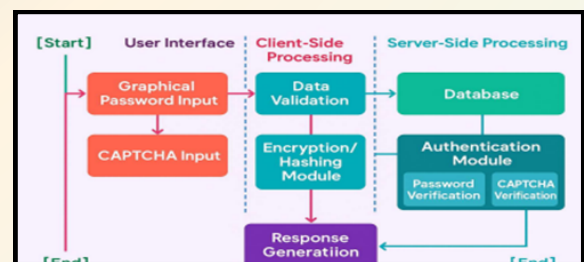 [Start]
User Interface
Client-Side
Processing
Server-Side Processing
Graphical
Password Input
Data
Validation
Database
CAPTCHA Input
Encryption/
Hashing
Module
Authentication
Module
Password
Verification
CAPTCHA
Verification
Response
Generatiion
[End]
[End]